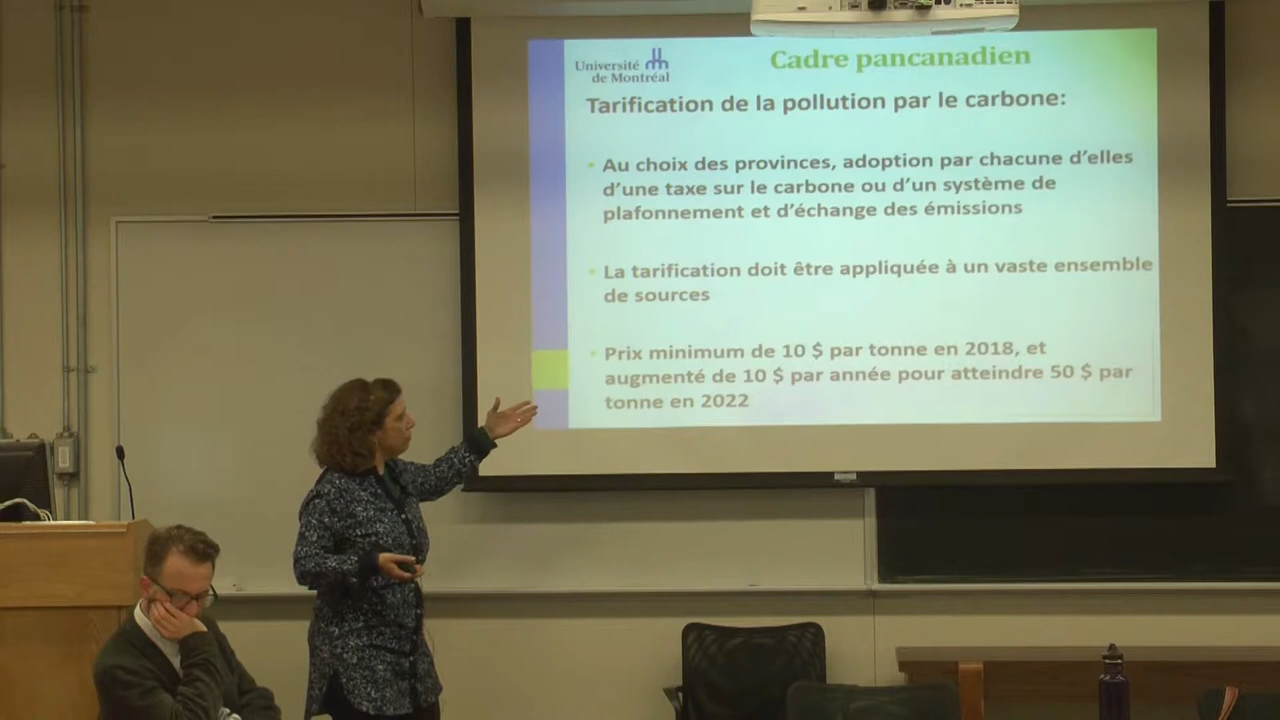 Université
de Montréal
Cadre pancanadien
Tarification de la pollution par le carbone:
• Au choix des provinces, adoption par chacune d'elles
d'une taxe sur le carbone ou d'un système de
plafonnement et d'échange des émissions
• La tarification doit être appliquée à un vaste ensemble
de sources
• Prix minimum de 10 $ par tonne en 2018, et
augmenté de 10 $ par année pour atteindre 50 $ par
tonne en 2022